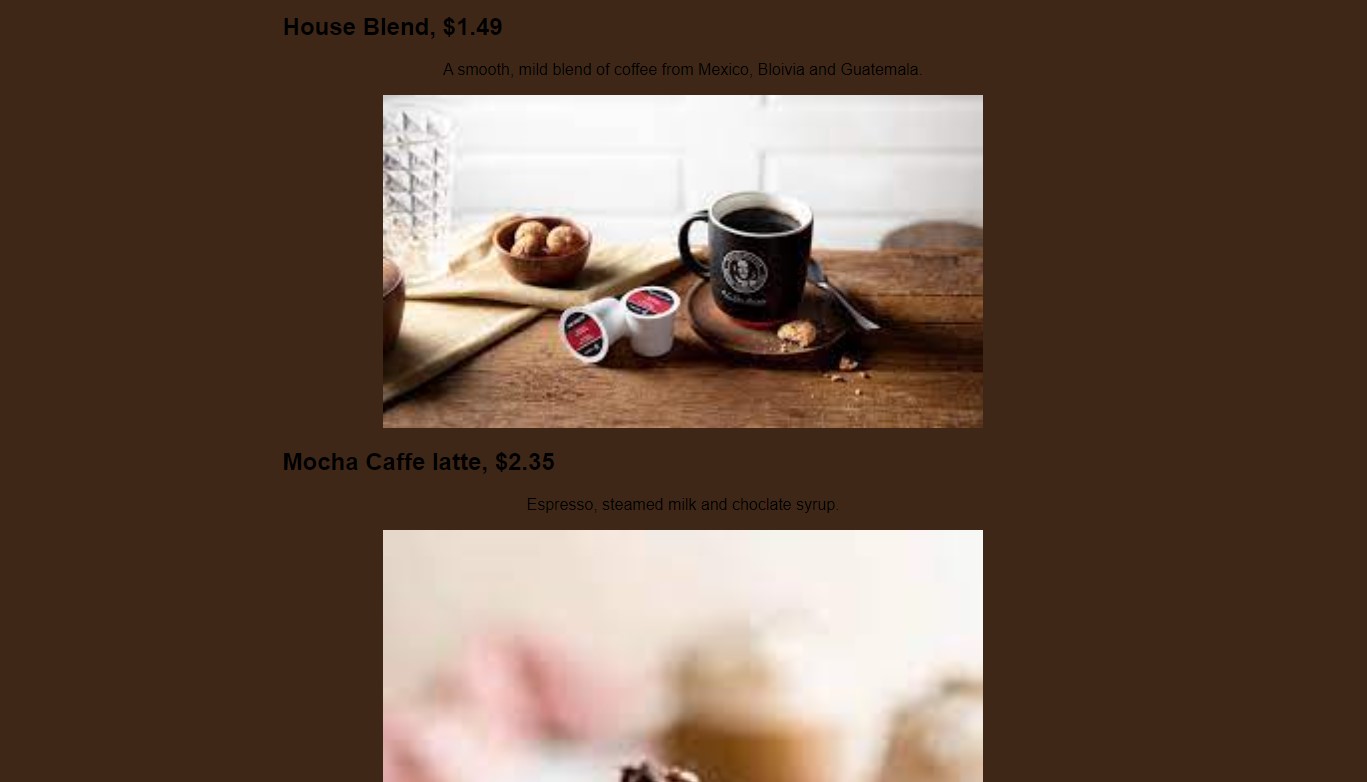 House Blend, $1.49
A smooth, mild blend of coffee from Mexico, Bloivia and Guatemala.
Mocha Caffe latte, $2.35
Espresso, steamed milk and choclate syrup.